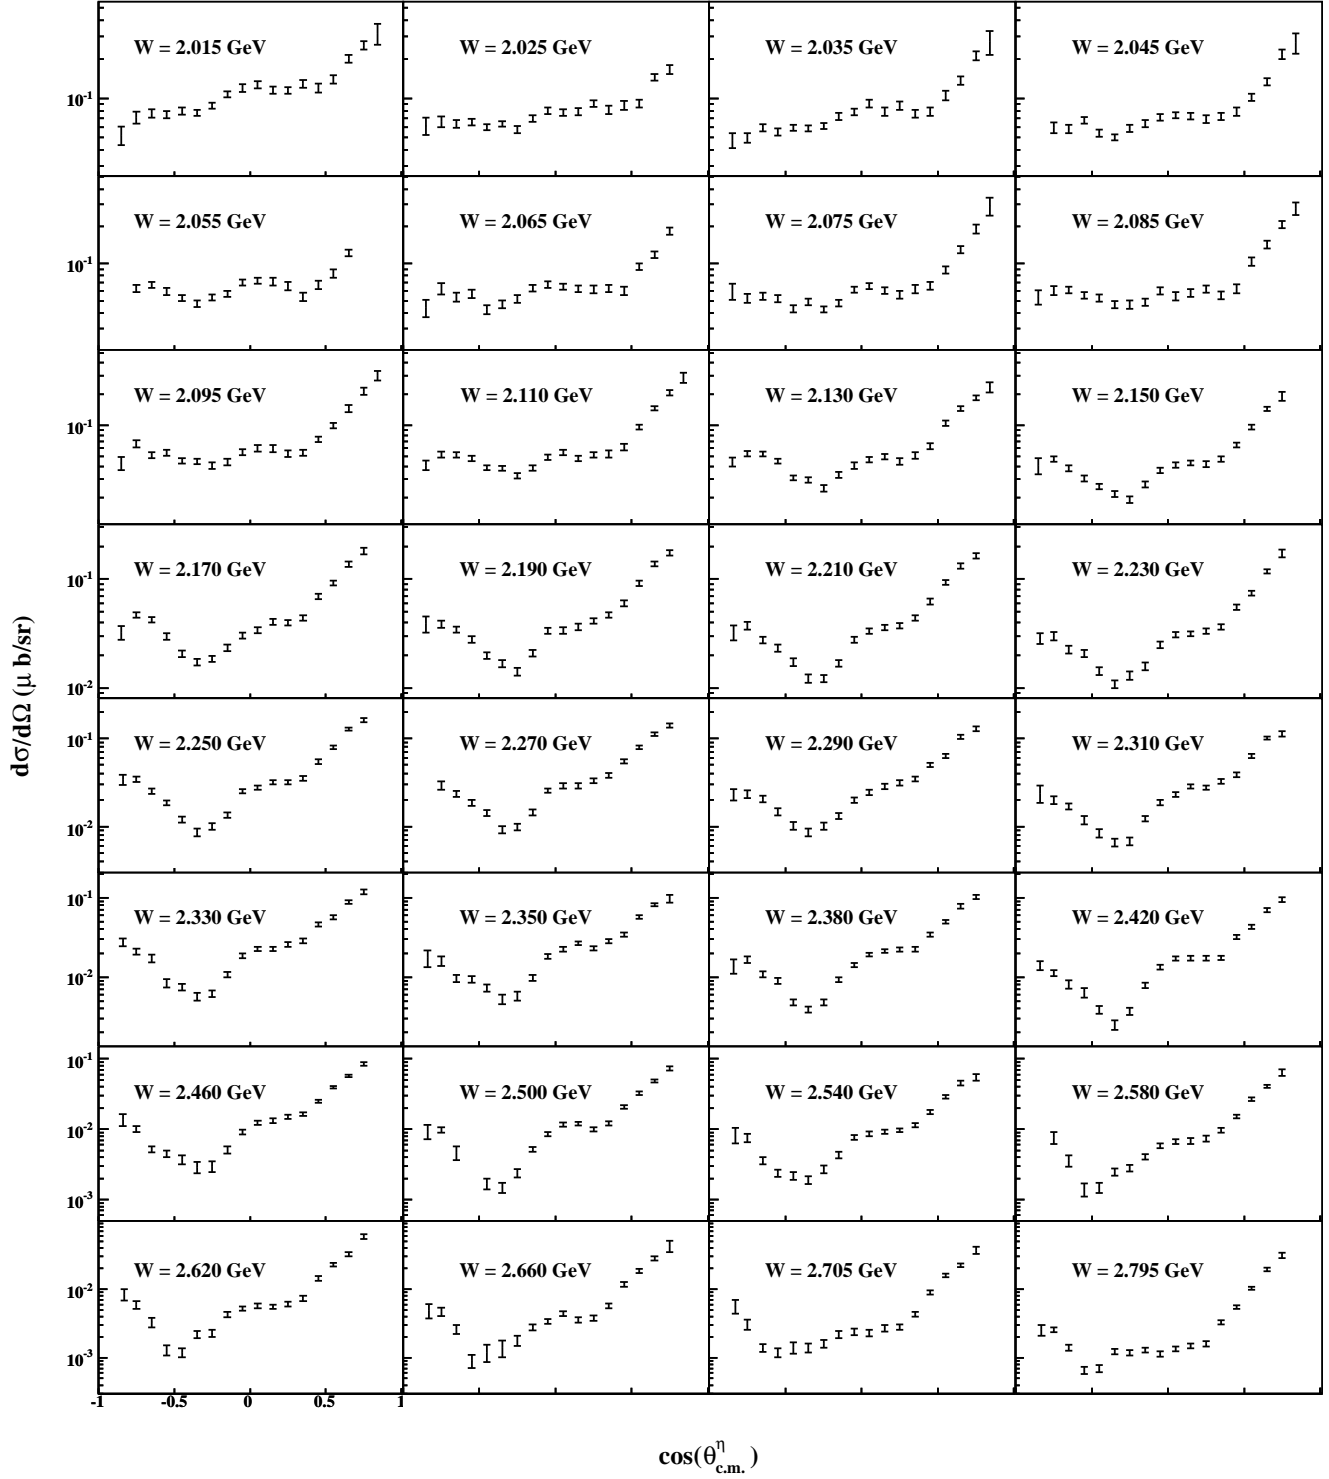 W = 2.015 GeV W = 2.025 GeV W = 2.035 GeV W = 2.045 GeV
10⁻¹
W = 2.055 GeV W = 2.065 GeV W = 2.075 GeV W = 2.085 GeV
10⁻¹
W = 2.095 GeV W = 2.110 GeV W = 2.130 GeV W = 2.150 GeV
10⁻¹
W = 2.170 GeV W = 2.190 GeV W = 2.210 GeV W = 2.230 GeV
10⁻¹
10⁻²
dσ/dΩ (μ b/sr)
W = 2.250 GeV W = 2.270 GeV W = 2.290 GeV W = 2.310 GeV
10⁻¹
10⁻²
10⁻¹
W = 2.330 GeV W = 2.350 GeV W = 2.380 GeV W = 2.420 GeV
10⁻²
10⁻¹
W = 2.460 GeV W = 2.500 GeV W = 2.540 GeV W = 2.580 GeV
10⁻²
10⁻³
W = 2.620 GeV W = 2.660 GeV W = 2.705 GeV W = 2.795 GeV
10⁻²
10⁻³
-1 -0.5 0 0.5 1
cos(θ^η_c.m.)